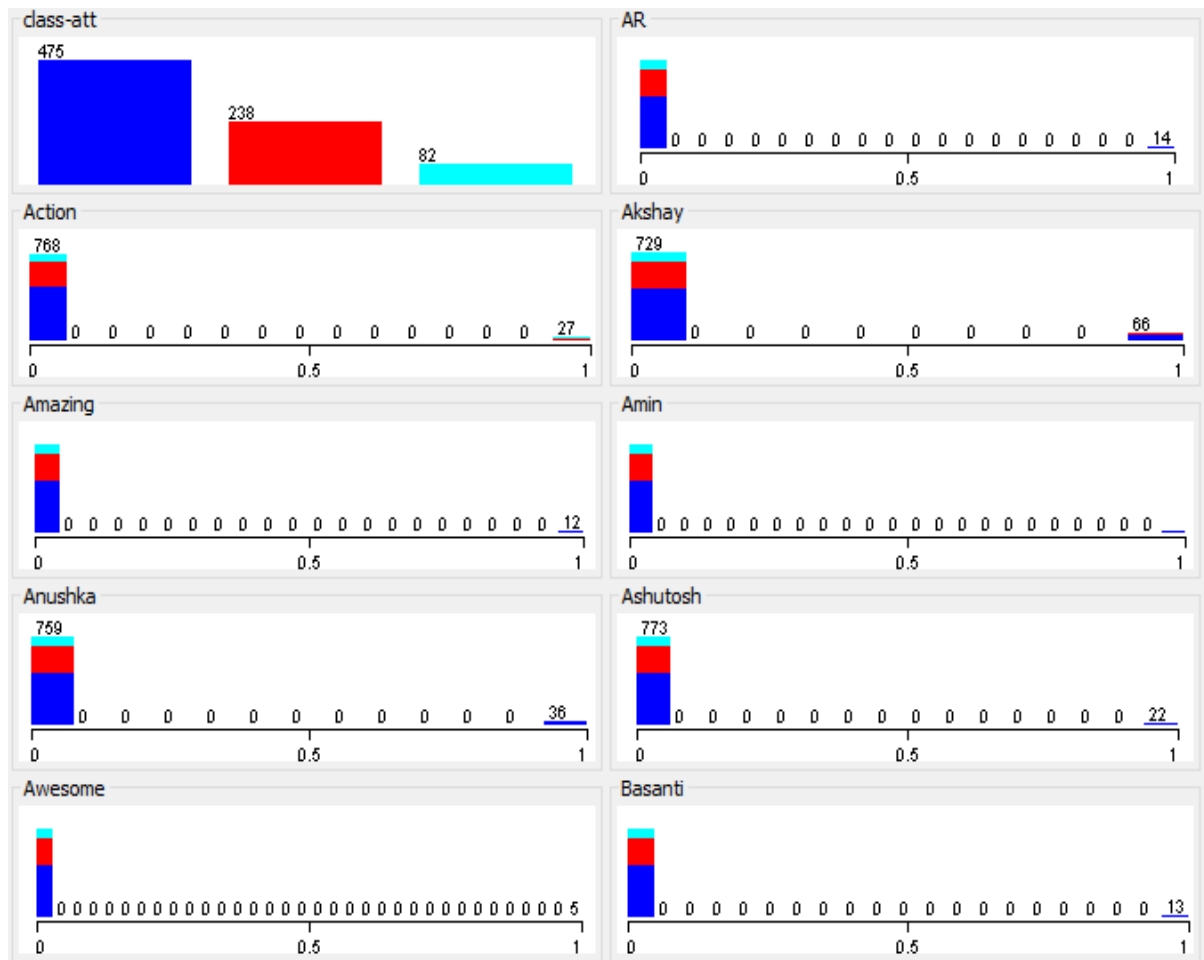 class-att
475
238
82
AR
0 0 0 0 0 0 0 0 0 0 0 0 0 0 0 0 0 0 14
0 0.5 1
Action
768
0 0 0 0 0 0 0 0 0 0 0 0 0 27
0 0.5 1
Akshay
729
0 0 0 0 0 0 0 0 66
0 0.5 1
Amazing
0 0 0 0 0 0 0 0 0 0 0 0 0 0 0 0 0 0 0 0 12
0 0.5 1
Amin
0 0 0 0 0 0 0 0 0 0 0 0 0 0 0 0 0 0 0 0 0 0
0 0.5 1
Anushka
759
0 0 0 0 0 0 0 0 0 0 0 36
0 0.5 1
Ashutosh
773
0 0 0 0 0 0 0 0 0 0 0 0 0 0 22
0 0.5 1
Awesome
0 0 0 0 0 0 0 0 0 0 0 0 0 0 0 0 0 0 0 0 0 0 0 0 0 0 0 0 0 0 0 0 5
0 0.5 1
Basanti
0 0 0 0 0 0 0 0 0 0 0 0 0 0 0 0 0 0 0 13
0 0.5 1